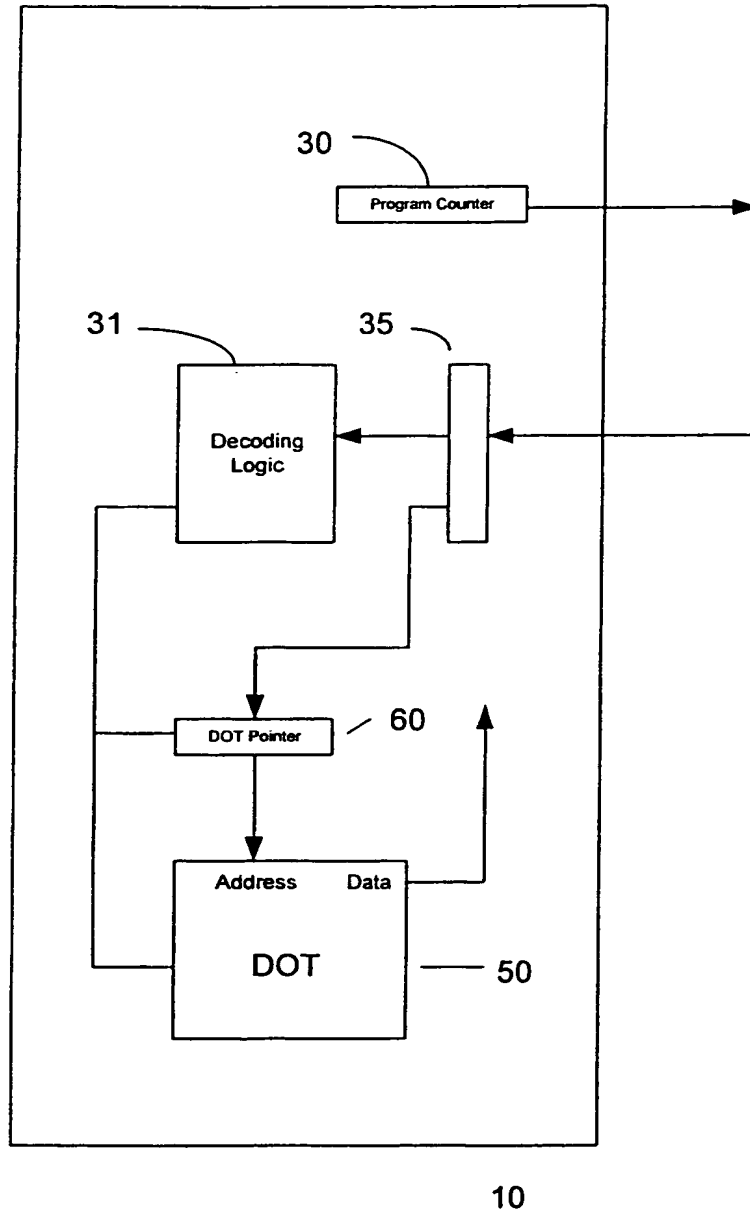 30
Program Counter
31
35
Decoding
Logic
DOT Pointer
60
Address Data
DOT
50
10